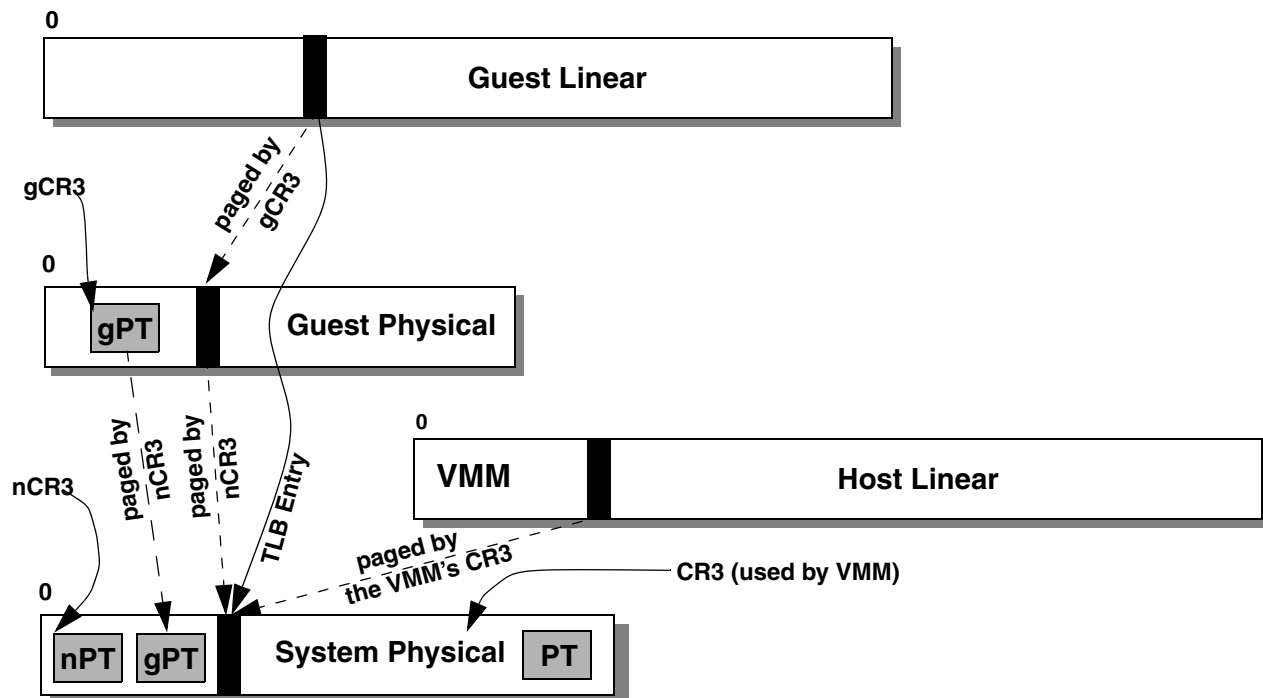 0
Guest Linear
paged by
gCR3
gCR3
0
gPT
Guest Physical
paged by
nCR3
paged by
nCR3
TLB Entry
0
VMM
Host Linear
nCR3
paged by
the VMM's CR3
CR3 (used by VMM)
0
nPT
gPT
System Physical
PT